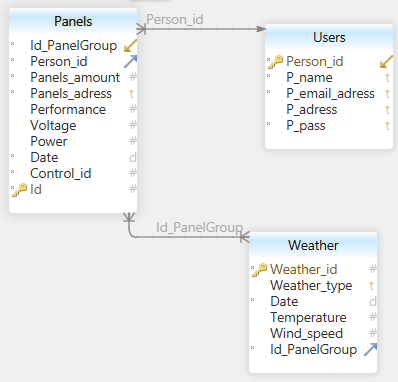 Panels
Id_PanelGroup
* Person_id
* Panels_amount #
* Panels_adress t
Performance #
Voltage #
Power #
* Date d
* Control_id #
Id #
Person_id
Users
Person_id
* P_name t
* P_email_adress t
* P_adress t
* P_pass t
Id_PanelGroup
Weather
* Weather_id #
Weather_type t
* Date d
Temperature #
Wind_speed #
* Id_PanelGroup